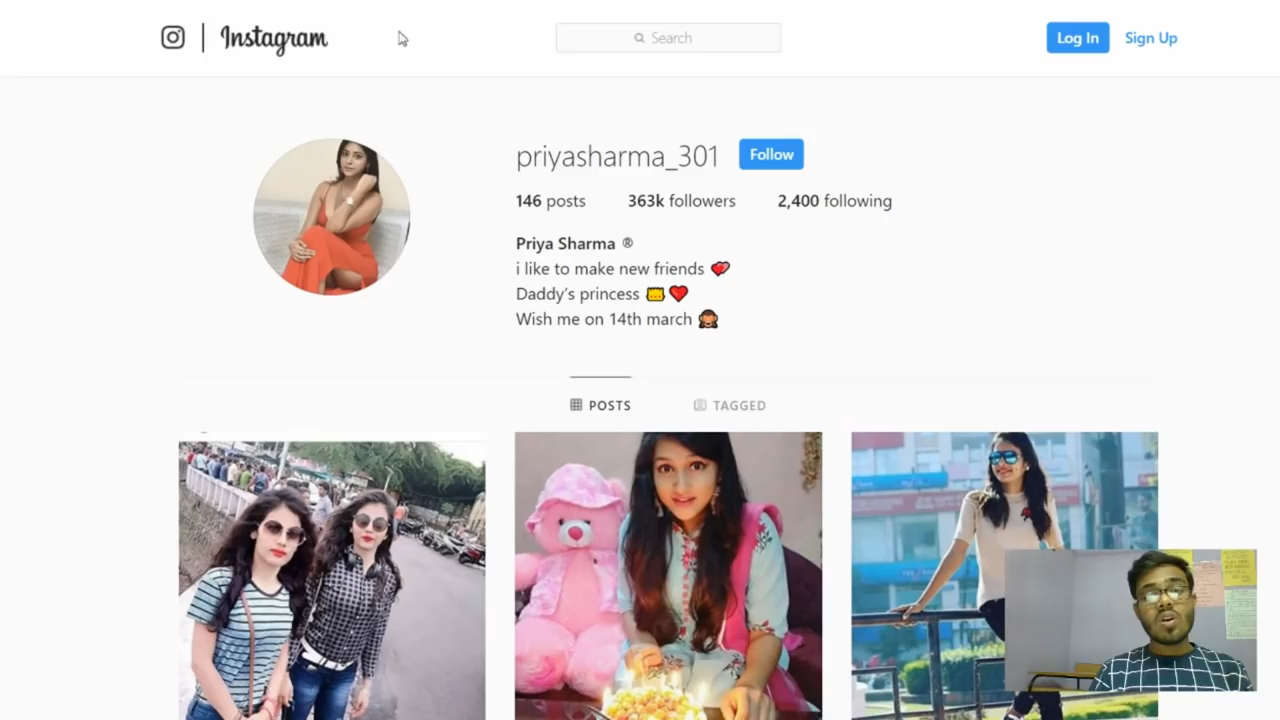 Instagram
Search
Log In
Sign Up
priyasharma_301
Follow
146 posts
363k followers
2,400 following
Priya Sharma ®
i like to make new friends 💕
Daddy's princess 👑❤️
Wish me on 14th march 🙈
POSTS
TAGGED